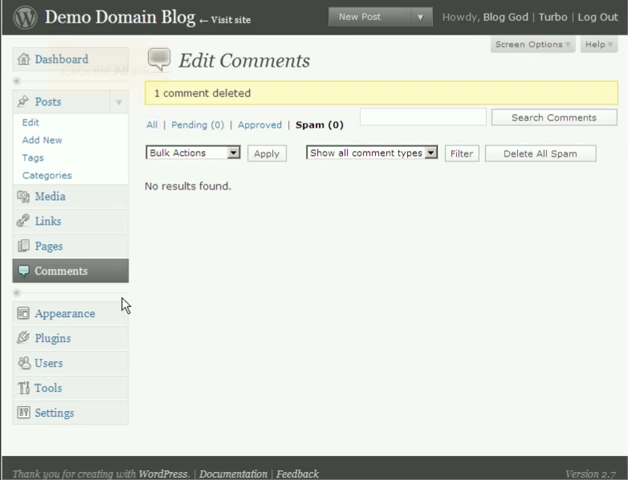 Demo Domain Blog ← Visit site
New Post
Howdy, Blog God | Turbo | Log Out
Screen Options
Help
Dashboard
Edit Comments
1 comment deleted
Posts
Edit
Add New
Tags
Categories
Media
Links
Pages
Comments
Appearance
Plugins
Users
Tools
Settings
All | Pending (0) | Approved | Spam (0)
Search Comments
Bulk Actions
Apply
Show all comment types
Filter
Delete All Spam
No results found.
Thank you for creating with WordPress. | Documentation | Feedback
Version 2.7